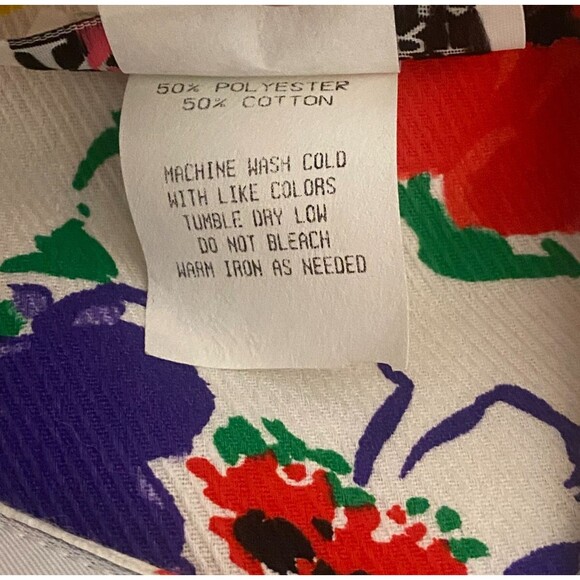 50% POLYESTER
50% COTTON
MACHINE WASH COLD
WITH LIKE COLORS
TUMBLE DRY LOW
DO NOT BLEACH
WARM IRON AS NEEDED